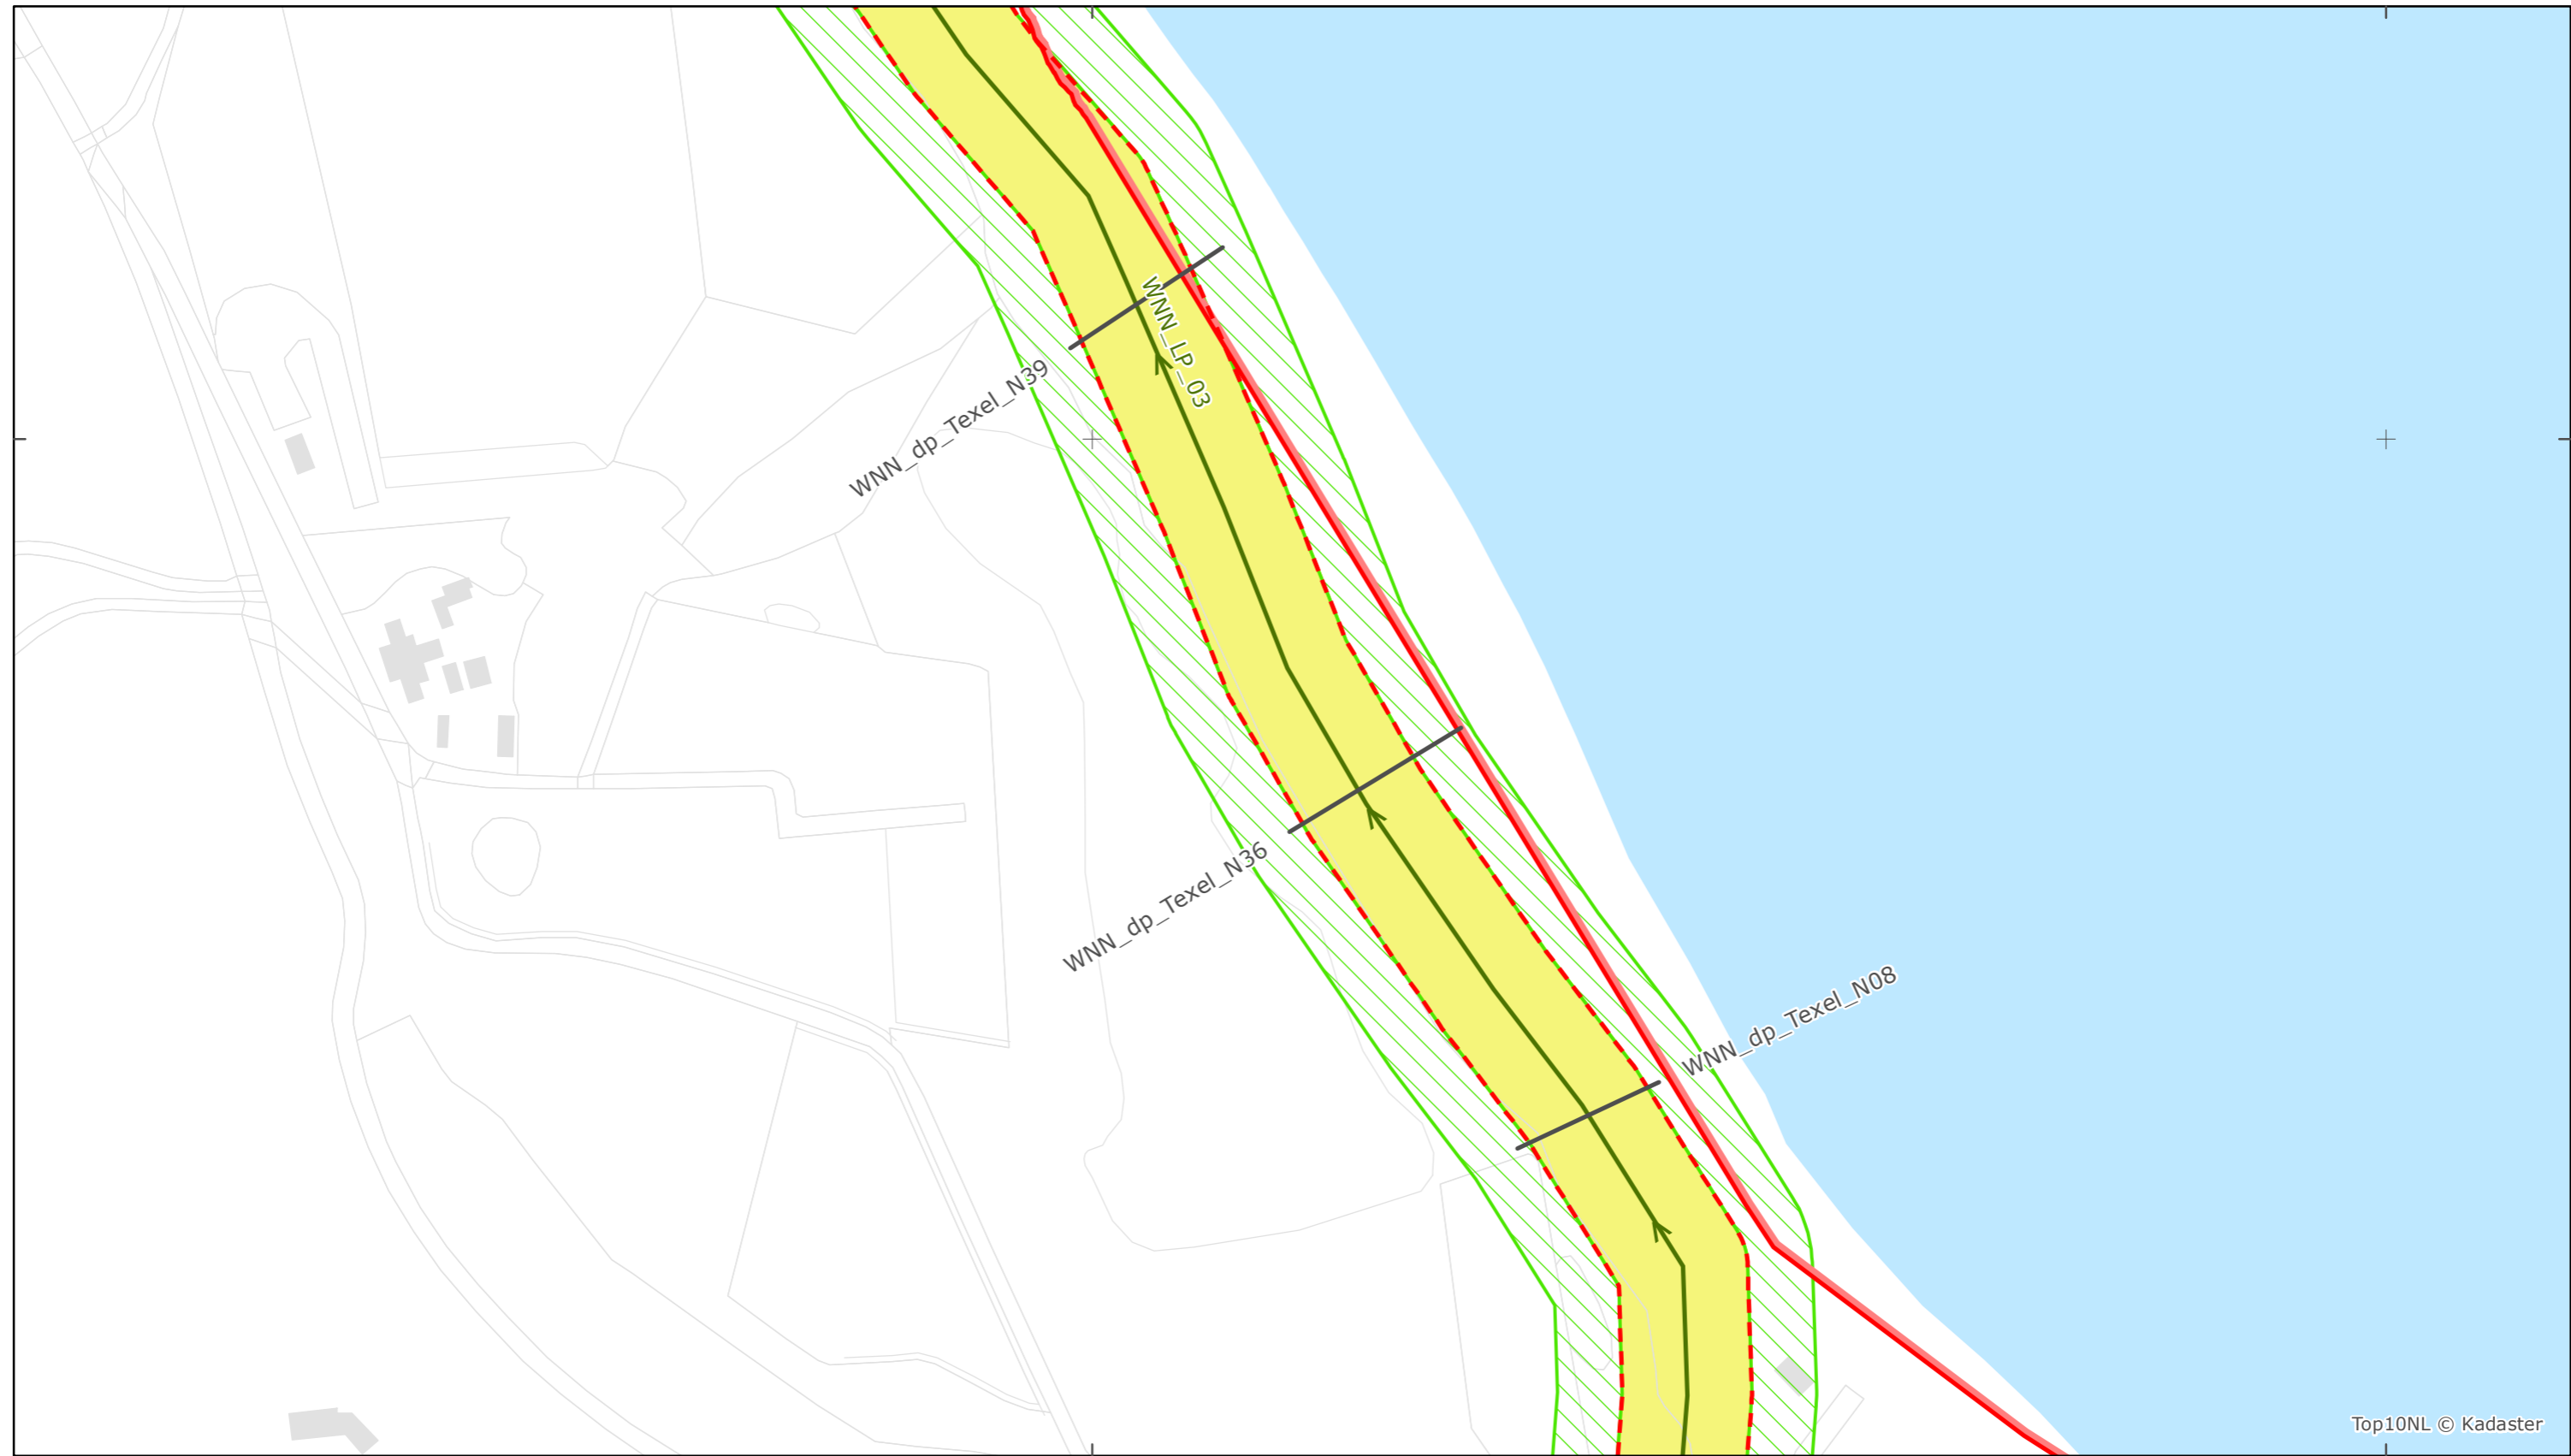 WNN_LP_03
WNN_dp_Texel_N39
WNN_dp_Texel_N36
WNN_dp_Texel_N08
Top10NL © Kadaster